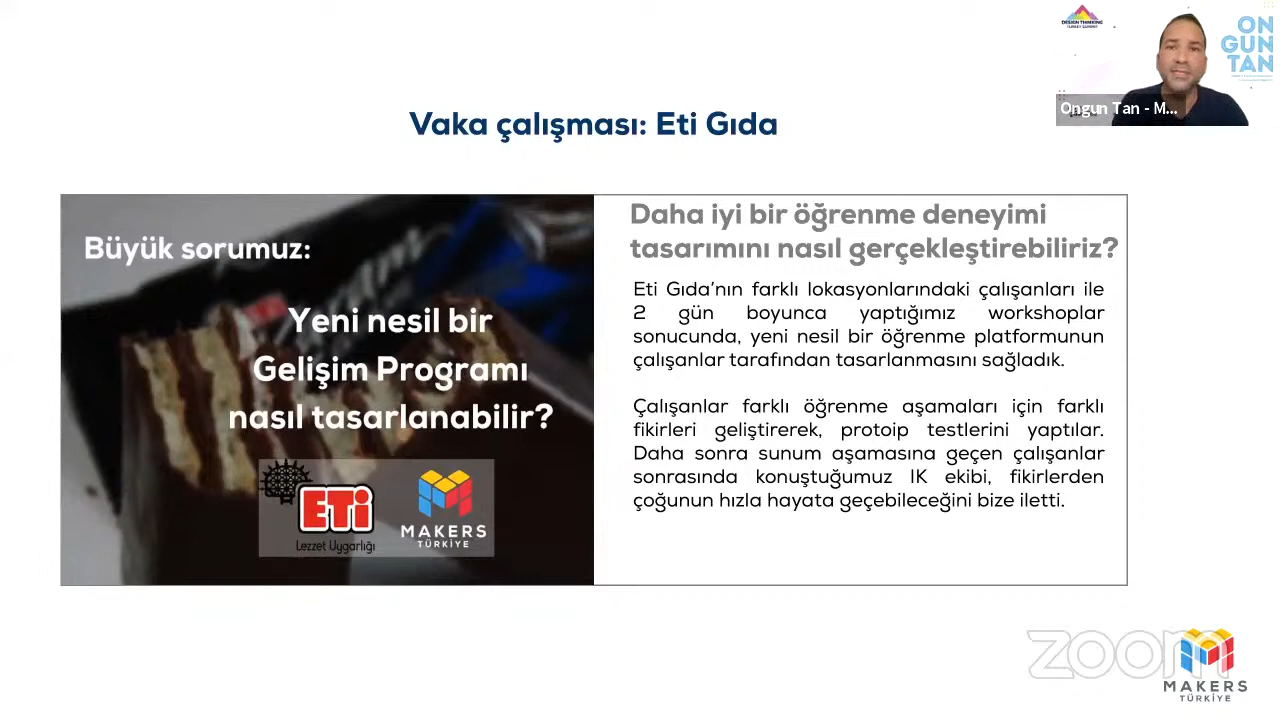 DESIGN THINKING
TURKEY SUMMIT
ON
GUN
TAN
Ongun Tan - M...
Vaka çalışması: Eti Gıda
Büyük sorumuz:
Yeni nesil bir
Gelişim Programı
nasıl tasarlanabilir?
ETi
Lezzet Uygarlığı
MAKERS
TÜRKİYE
Daha iyi bir öğrenme deneyimi
tasarımını nasıl gerçekleştirebiliriz?
Eti Gıda’nın farklı lokasyonlarındaki çalışanları ile
2 gün boyunca yaptığımız workshoplar
sonucunda, yeni nesil bir öğrenme platformunun
çalışanlar tarafından tasarlanmasını sağladık.
Çalışanlar farklı öğrenme aşamaları için farklı
fikirleri geliştirerek, protoip testlerini yaptılar.
Daha sonra sunum aşamasına geçen çalışanlar
sonrasında konuştuğumuz IK ekibi, fikirlerden
çoğunun hızla hayata geçebileceğini bize iletti.
zoom
MAKERS
TÜRKİYE